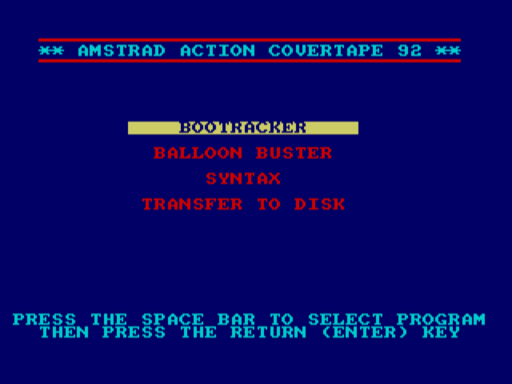 ** AMSTRAD ACTION COVERTAPE 92 **
BOOTRACKER
BALLOON BUSTER
SYNTAX
TRANSFER TO DISK
PRESS THE SPACE BAR TO SELECT PROGRAM
THEN PRESS THE RETURN (ENTER) KEY